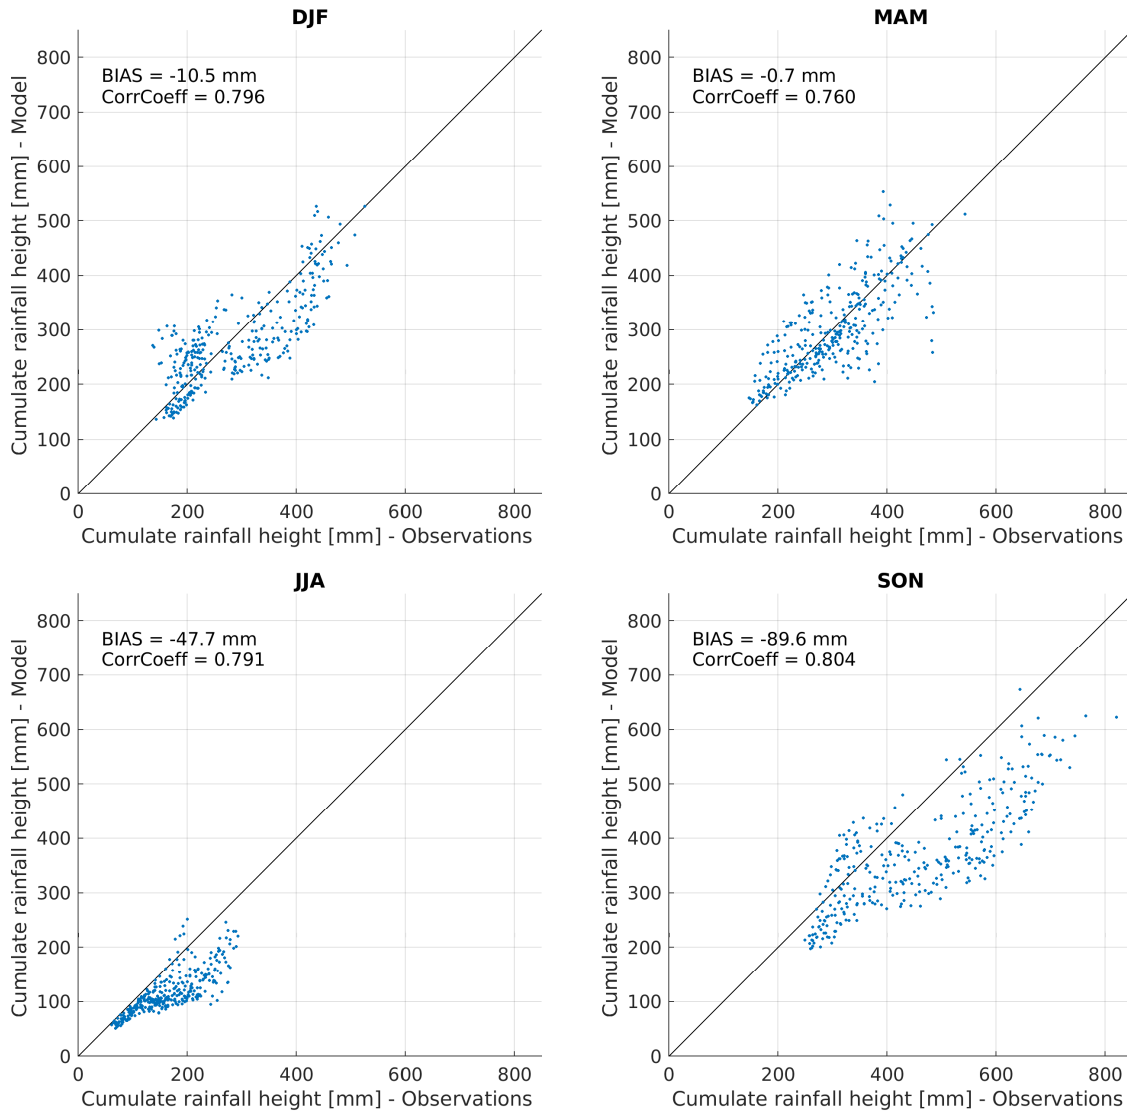 DJF
BIAS = -10.5 mm
CorrCoeff = 0.796
Cumulate rainfall height [mm] - Model
800
700
600
500
400
300
200
100
0
0 200 400 600 800
Cumulate rainfall height [mm] - Observations
MAM
BIAS = -0.7 mm
CorrCoeff = 0.760
Cumulate rainfall height [mm] - Model
800
700
600
500
400
300
200
100
0
0 200 400 600 800
Cumulate rainfall height [mm] - Observations
JJA
BIAS = -47.7 mm
CorrCoeff = 0.791
Cumulate rainfall height [mm] - Model
800
700
600
500
400
300
200
100
0
0 200 400 600 800
Cumulate rainfall height [mm] - Observations
SON
BIAS = -89.6 mm
CorrCoeff = 0.804
Cumulate rainfall height [mm] - Model
800
700
600
500
400
300
200
100
0
0 200 400 600 800
Cumulate rainfall height [mm] - Observations